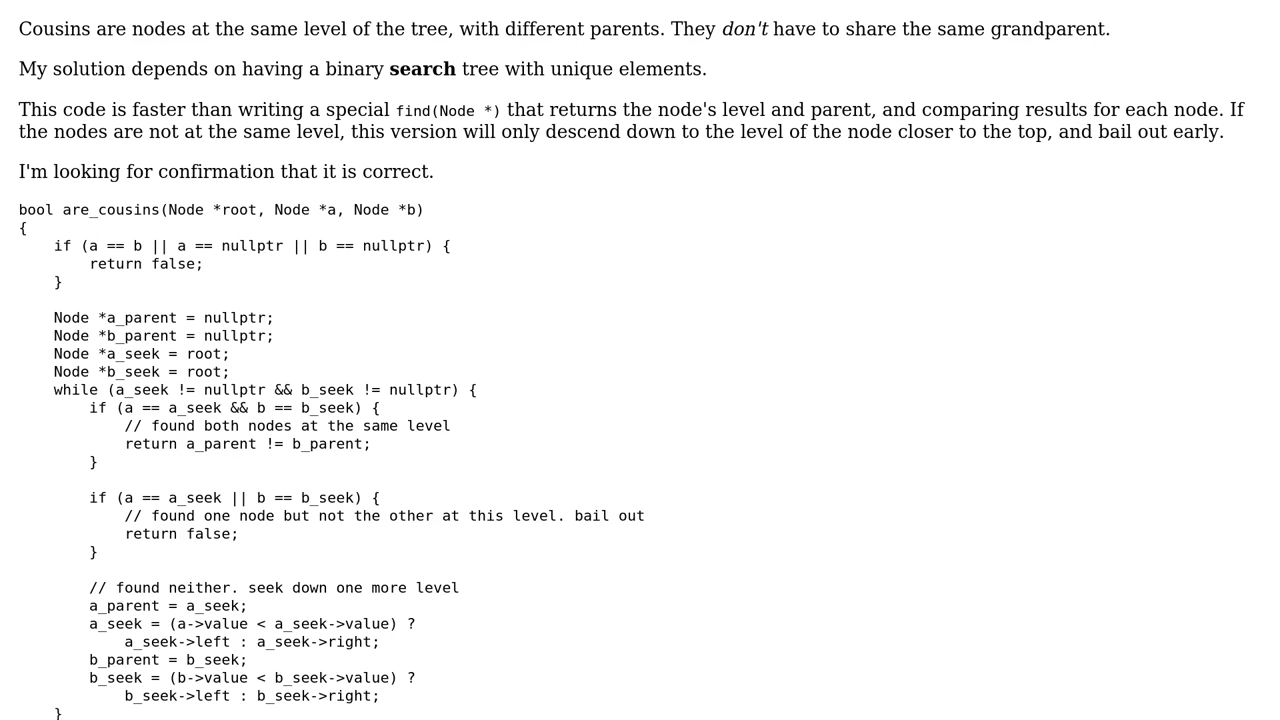 Cousins are nodes at the same level of the tree, with different parents. They don't have to share the same grandparent.
My solution depends on having a binary search tree with unique elements.
This code is faster than writing a special find(Node *) that returns the node's level and parent, and comparing results for each node. If
the nodes are not at the same level, this version will only descend down to the level of the node closer to the top, and bail out early.
I'm looking for confirmation that it is correct.
bool are_cousins(Node *root, Node *a, Node *b)
{
    if (a == b || a == nullptr || b == nullptr) {
        return false;
    }

    Node *a_parent = nullptr;
    Node *b_parent = nullptr;
    Node *a_seek = root;
    Node *b_seek = root;
    while (a_seek != nullptr && b_seek != nullptr) {
        if (a == a_seek && b == b_seek) {
            // found both nodes at the same level
            return a_parent != b_parent;
        }

        if (a == a_seek || b == b_seek) {
            // found one node but not the other at this level. bail out
            return false;
        }

        // found neither. seek down one more level
        a_parent = a_seek;
        a_seek = (a->value < a_seek->value) ?
            a_seek->left : a_seek->right;
        b_parent = b_seek;
        b_seek = (b->value < b_seek->value) ?
            b_seek->left : b_seek->right;
    }